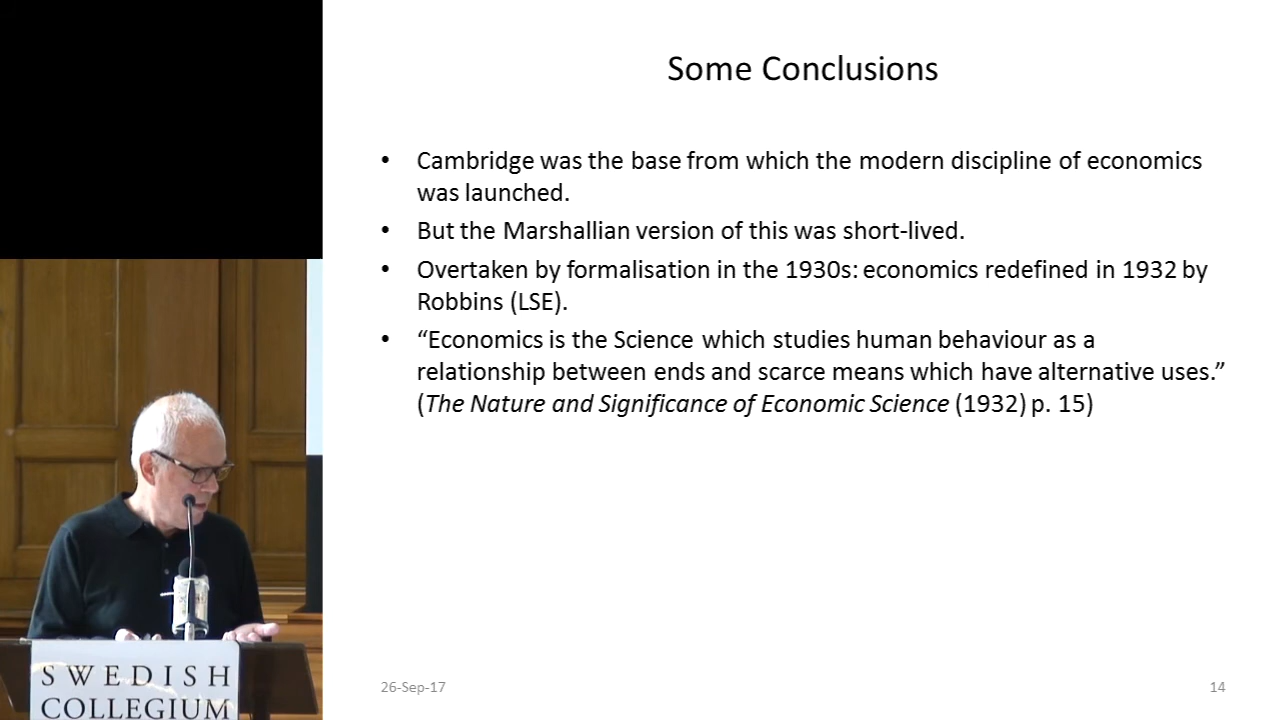 Some Conclusions
• Cambridge was the base from which the modern discipline of economics
was launched.
• But the Marshallian version of this was short-lived.
• Overtaken by formalisation in the 1930s: economics redefined in 1932 by
Robbins (LSE).
• “Economics is the Science which studies human behaviour as a
relationship between ends and scarce means which have alternative uses.”
(The Nature and Significance of Economic Science (1932) p. 15)
26-Sep-17
14
SWEDISH
COLLEGIUM